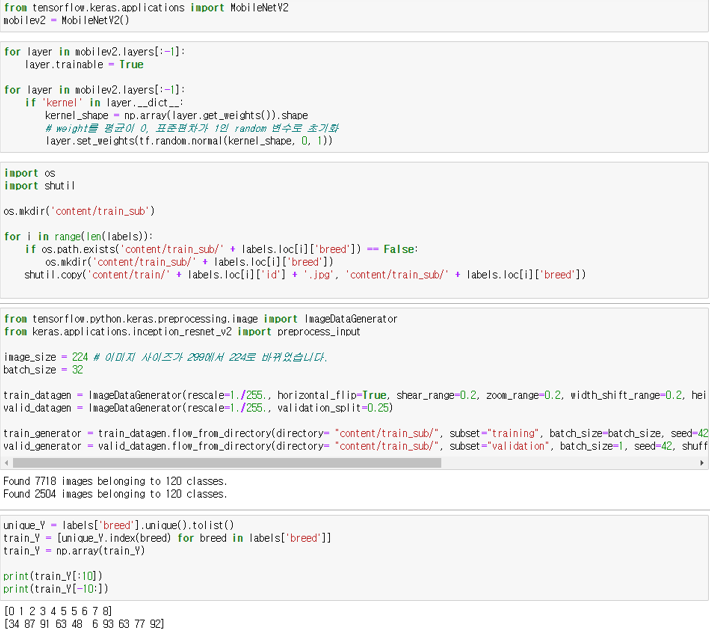 from tensorflow.keras.applications import MobileNetV2
mobilev2 = MobileNetV2()
for layer in mobilev2.layers[:-1]:
    layer.trainable = True
for layer in mobilev2.layers[:-1]:
    if 'kernel' in layer.__dict__:
        kernel_shape = np.array(layer.get_weights()).shape
        # weight를 평균이 0, 표준편차가 1인 random 변수로 초기화
        layer.set_weights(tf.random.normal(kernel_shape, 0, 1))
import os
import shutil
os.mkdir('content/train_sub')
for i in range(len(labels)):
    if os.path.exists('content/train_sub/' + labels.loc[i]['breed']) == False:
        os.mkdir('content/train_sub/' + labels.loc[i]['breed'])
    shutil.copy('content/train/' + labels.loc[i]['id'] + '.jpg', 'content/train_sub/' + labels.loc[i]['breed'])
from tensorflow.python.keras.preprocessing.image import ImageDataGenerator
from keras.applications.inception_resnet_v2 import preprocess_input
image_size = 224 # 이미지 사이즈가 299에서 224로 바뀌었습니다.
batch_size = 32
train_datagen = ImageDataGenerator(rescale=1./255., horizontal_flip=True, shear_range=0.2, zoom_range=0.2, width_shift_range=0.2, hei
valid_datagen = ImageDataGenerator(rescale=1./255., validation_split=0.25)
train_generator = train_datagen.flow_from_directory(directory= "content/train_sub/", subset="training", batch_size=batch_size, seed=42
valid_generator = valid_datagen.flow_from_directory(directory= "content/train_sub/", subset="validation", batch_size=1, seed=42, shuff
Found 7718 images belonging to 120 classes.
Found 2504 images belonging to 120 classes.
unique_Y = labels['breed'].unique().tolist()
train_Y = [unique_Y.index(breed) for breed in labels['breed']]
train_Y = np.array(train_Y)
print(train_Y[:10])
print(train_Y[-10:])
[0 1 2 3 4 5 5 6 7 8]
[34 87 91 63 48  6 93 63 77 92]